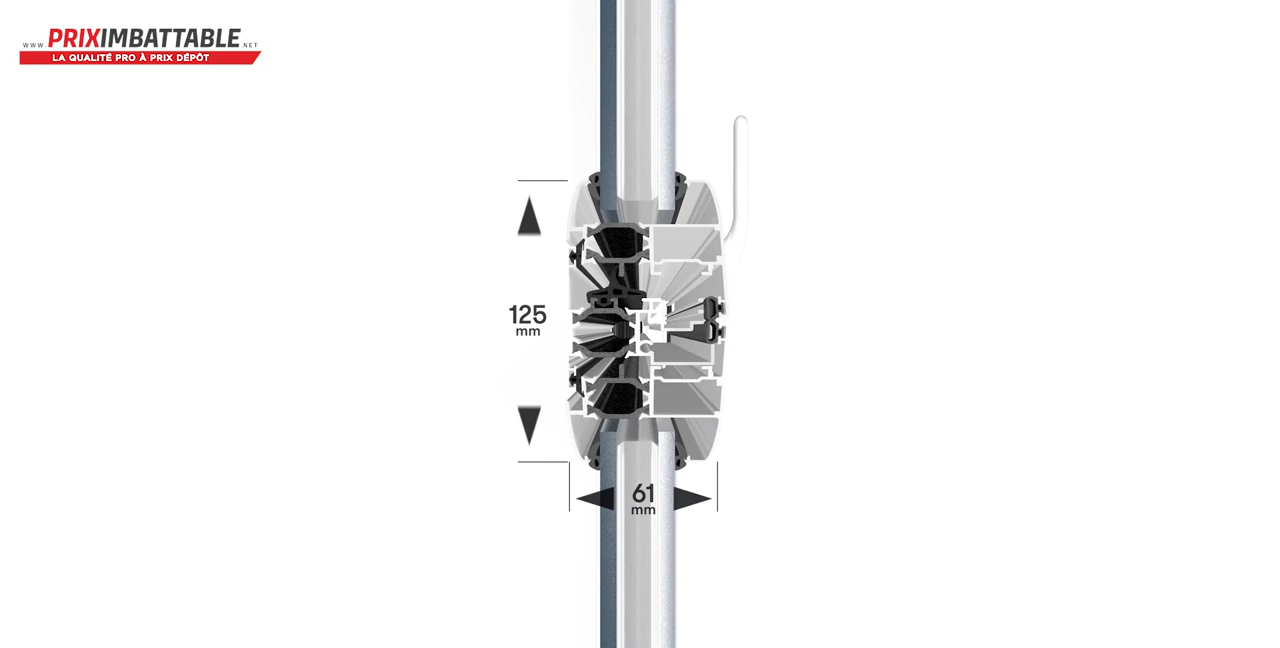 WWW.PRIXIMBATTABLE.NET
LA QUALITÉ PRO À PRIX DÉPÔT
125
mm
61
mm